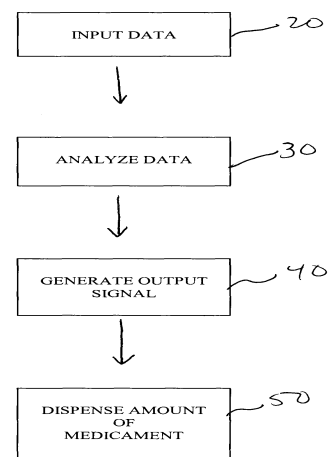 INPUT DATA
20
ANALYZE DATA
30
GENERATE OUTPUT
SIGNAL
40
DISPENSE AMOUNT
OF
MEDICAMENT
50